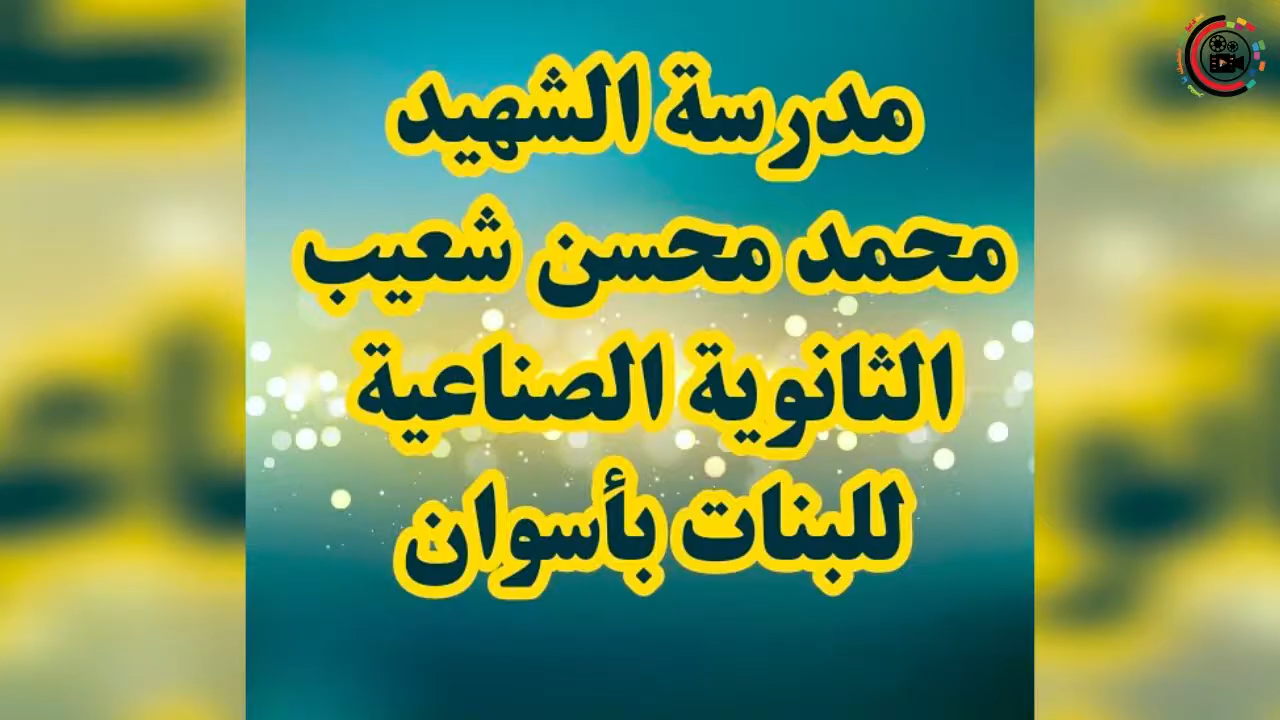 مدرسة الشهيد
محمد محسن شعيب
الثانوية الصناعية
للبنات بأسوان